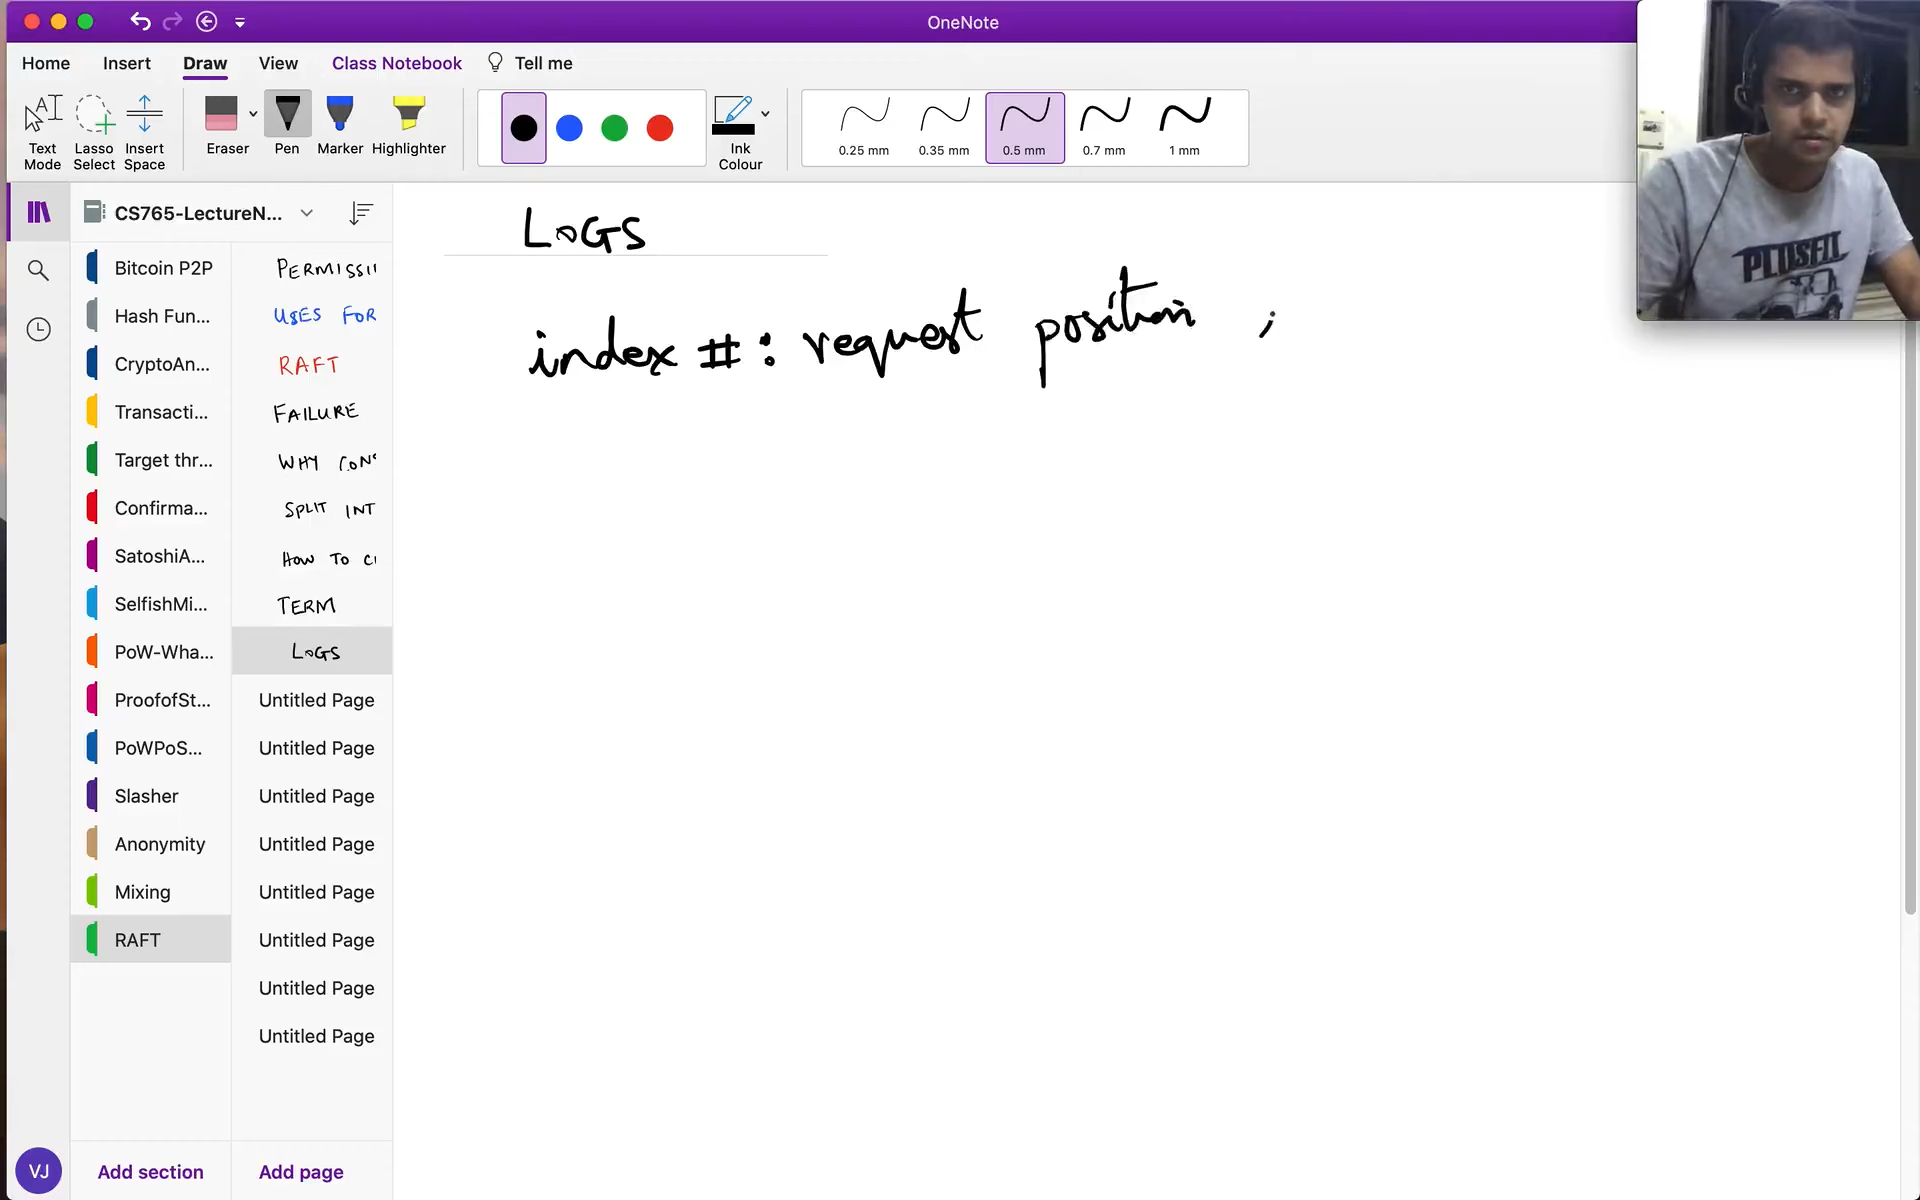 OneNote
Home Insert Draw View Class Notebook Tell me
Text Mode
Lasso Select
Insert Space
Eraser
Pen
Marker
Highlighter
Ink Colour
0.25 mm
0.35 mm
0.5 mm
0.7 mm
1 mm
CS765-LectureN...
Bitcoin P2P
Hash Fun...
CryptoAn...
Transacti...
Target thr...
Confirma...
SatoshiA...
SelfishMi...
PoW-Wha...
ProofofSt...
PoWPoS...
Slasher
Anonymity
Mixing
RAFT
Add section
PERMISSI
USES FOR
RAFT
FAILURE
WHY CONS
SPLIT INT
HOW TO C
TERM
LOGS
Untitled Page
Untitled Page
Untitled Page
Untitled Page
Untitled Page
Untitled Page
Untitled Page
Untitled Page
Add page
VJ
LOGS
index #: request position
PLUSFIT